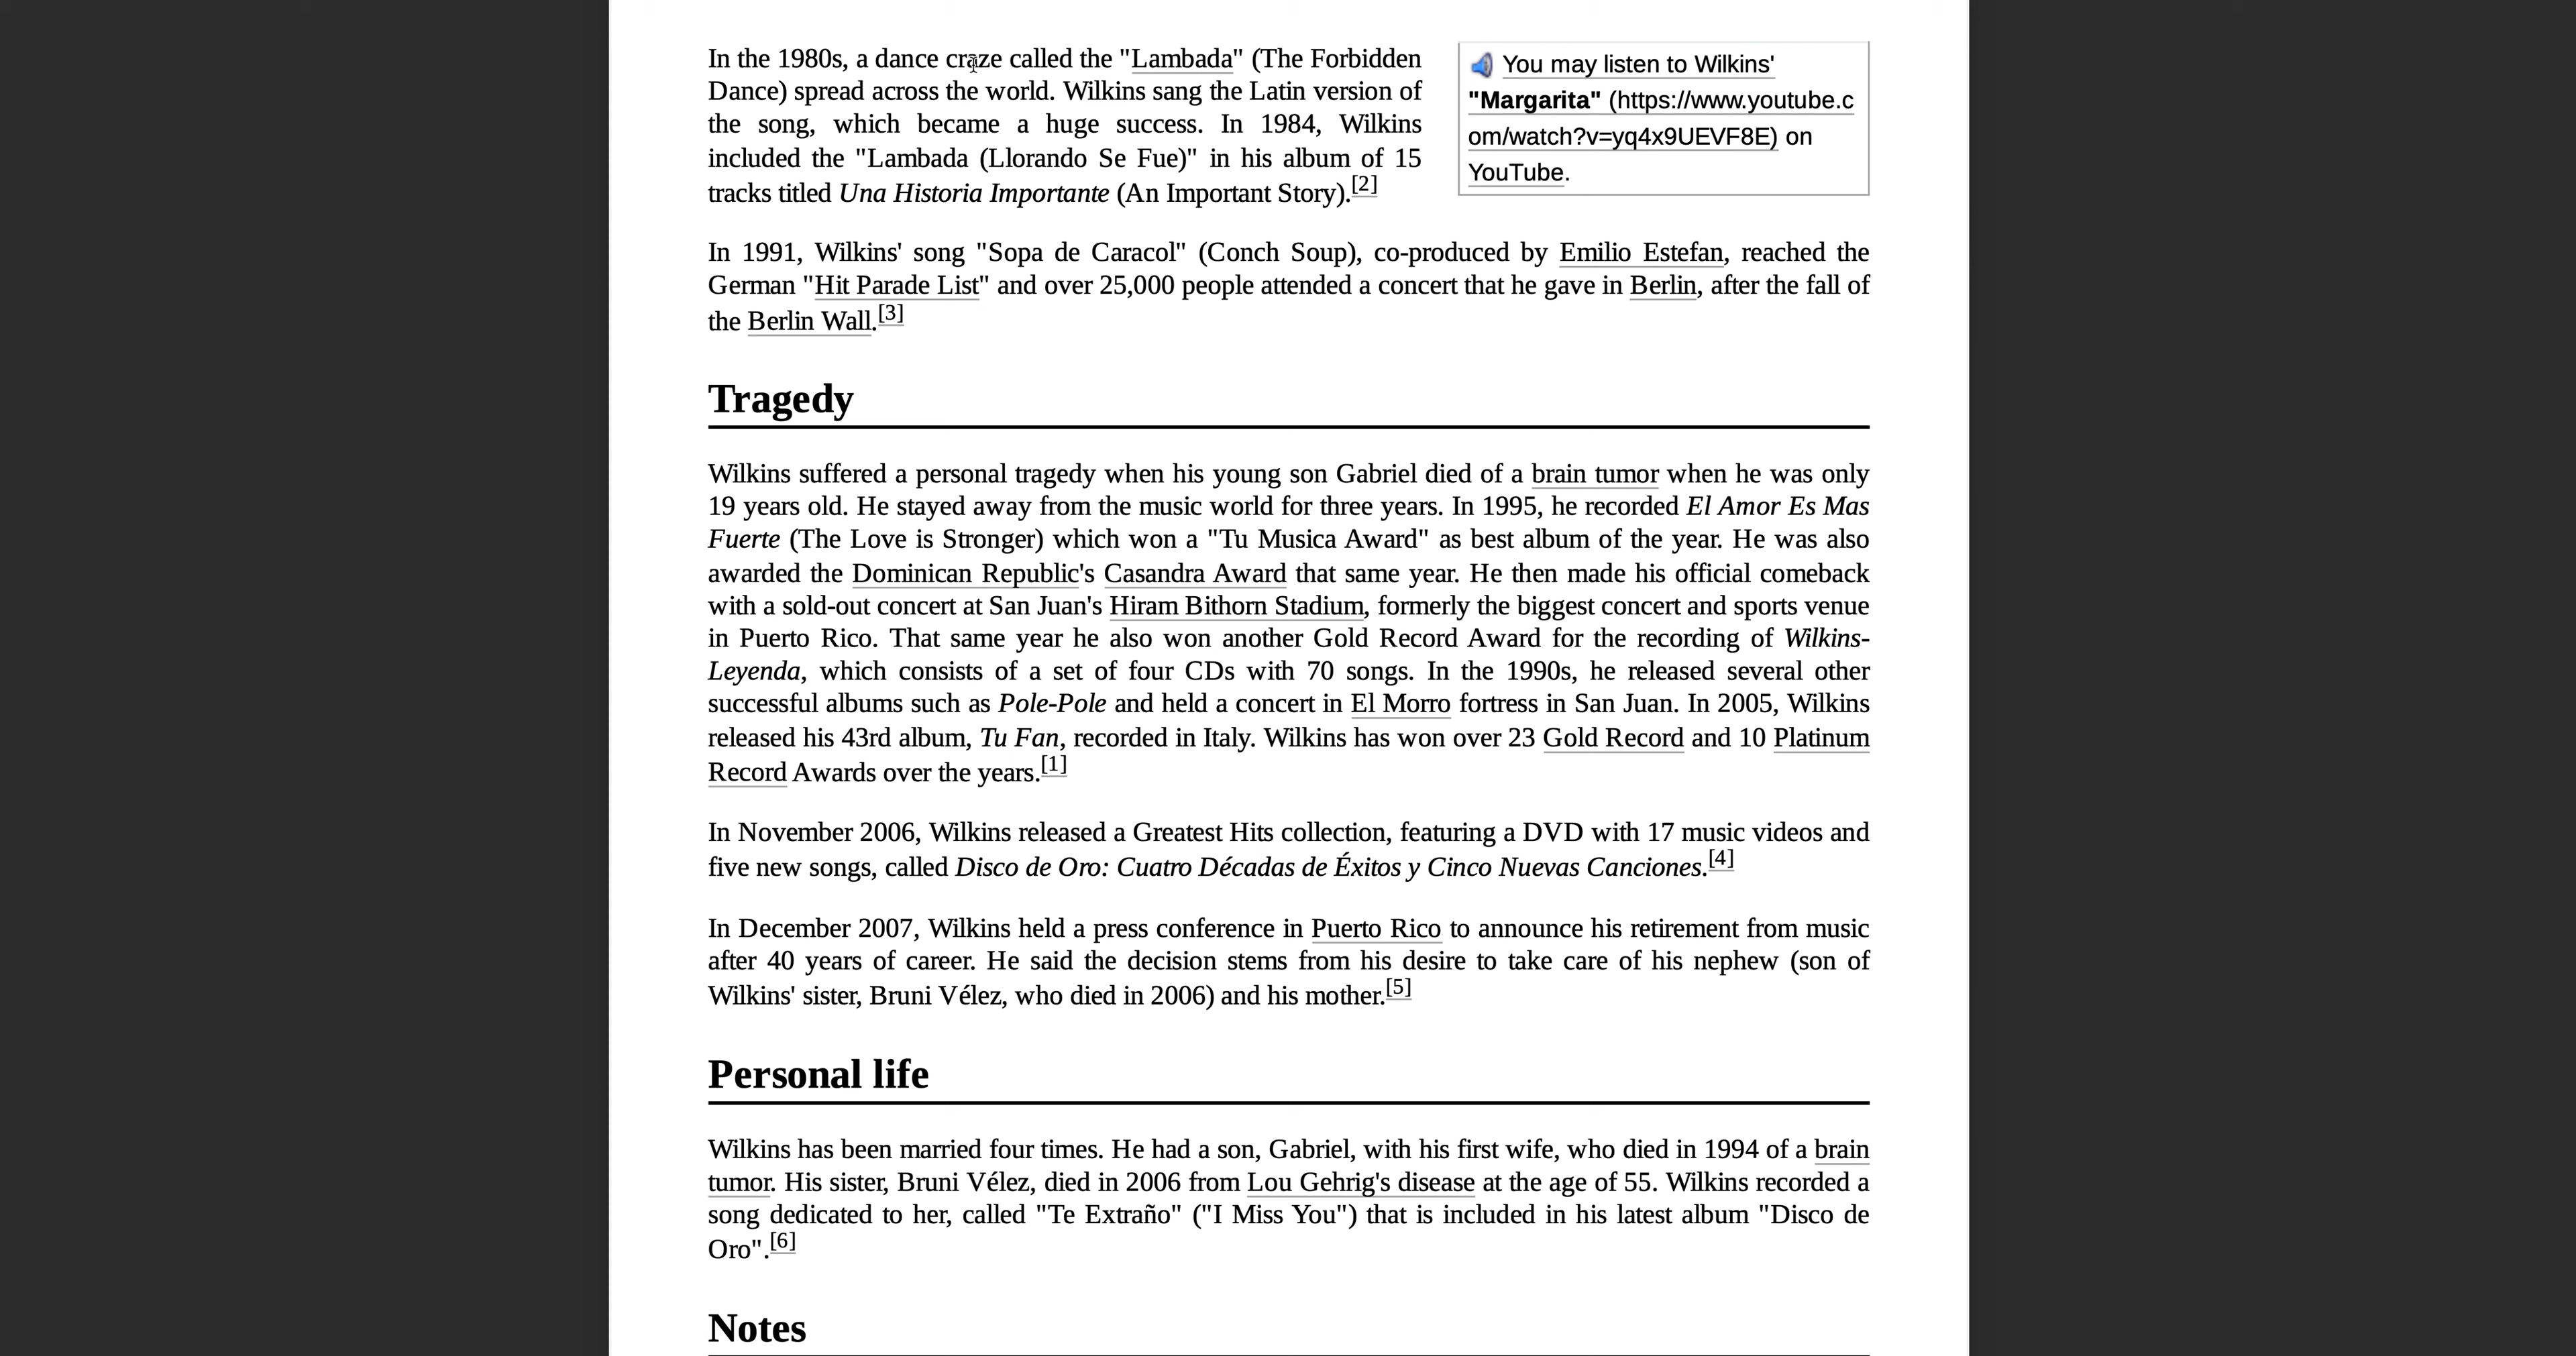 In the 1980s, a dance craze called the "Lambada" (The Forbidden
Dance) spread across the world. Wilkins sang the Latin version of
the song, which became a huge success. In 1984, Wilkins
included the "Lambada (Llorando Se Fue)" in his album of 15
tracks titled Una Historia Importante (An Important Story).[2]
You may listen to Wilkins'
"Margarita" (https://www.youtube.c
om/watch?v=yq4x9UEVF8E) on
YouTube.
In 1991, Wilkins' song "Sopa de Caracol" (Conch Soup), co-produced by Emilio Estefan, reached the
German "Hit Parade List" and over 25,000 people attended a concert that he gave in Berlin, after the fall of
the Berlin Wall.[3]
Tragedy
Wilkins suffered a personal tragedy when his young son Gabriel died of a brain tumor when he was only
19 years old. He stayed away from the music world for three years. In 1995, he recorded El Amor Es Mas
Fuerte (The Love is Stronger) which won a "Tu Musica Award" as best album of the year. He was also
awarded the Dominican Republic's Casandra Award that same year. He then made his official comeback
with a sold-out concert at San Juan's Hiram Bithorn Stadium, formerly the biggest concert and sports venue
in Puerto Rico. That same year he also won another Gold Record Award for the recording of Wilkins-
Leyenda, which consists of a set of four CDs with 70 songs. In the 1990s, he released several other
successful albums such as Pole-Pole and held a concert in El Morro fortress in San Juan. In 2005, Wilkins
released his 43rd album, Tu Fan, recorded in Italy. Wilkins has won over 23 Gold Record and 10 Platinum
Record Awards over the years.[1]
In November 2006, Wilkins released a Greatest Hits collection, featuring a DVD with 17 music videos and
five new songs, called Disco de Oro: Cuatro Décadas de Éxitos y Cinco Nuevas Canciones.[4]
In December 2007, Wilkins held a press conference in Puerto Rico to announce his retirement from music
after 40 years of career. He said the decision stems from his desire to take care of his nephew (son of
Wilkins' sister, Bruni Vélez, who died in 2006) and his mother.[5]
Personal life
Wilkins has been married four times. He had a son, Gabriel, with his first wife, who died in 1994 of a brain
tumor. His sister, Bruni Vélez, died in 2006 from Lou Gehrig's disease at the age of 55. Wilkins recorded a
song dedicated to her, called "Te Extraño" ("I Miss You") that is included in his latest album "Disco de
Oro".[6]
Notes